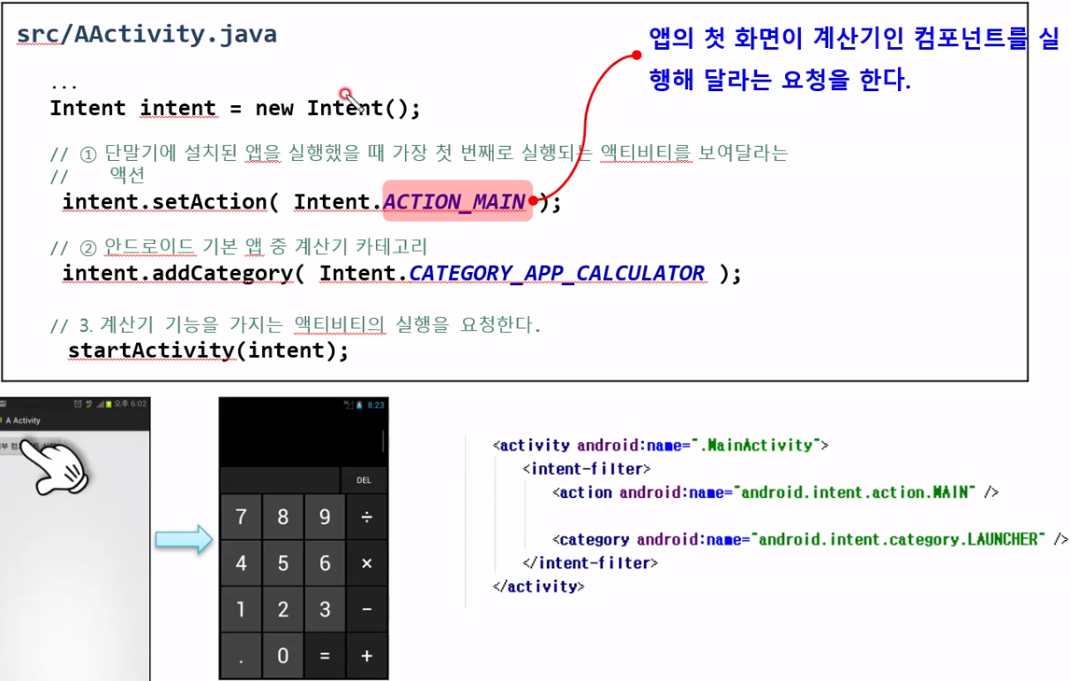 src/AActivity.java
앱의 첫 화면이 계산기인 컴포넌트를 실
행해 달라는 요청을 한다.
...
Intent intent = new Intent();
// ① 단말기에 설치된 앱을 실행했을 때 가장 첫 번째로 실행되는 액티비티를 보여달라는
// 액션
intent.setAction( Intent.ACTION_MAIN );
// ② 안드로이드 기본 앱 중 계산기 카테고리
intent.addCategory( Intent.CATEGORY_APP_CALCULATOR );
// 3. 계산기 기능을 가지는 액티비티의 실행을 요청한다.
startActivity(intent);
오후 6:02
A Activity
8:23
DEL
7 8 9 ÷
4 5 6 ×
1 2 3 −
. 0 = +
<activity android:name=".MainActivity">
<intent-filter>
<action android:name="android.intent.action.MAIN" />
<category android:name="android.intent.category.LAUNCHER" />
</intent-filter>
</activity>